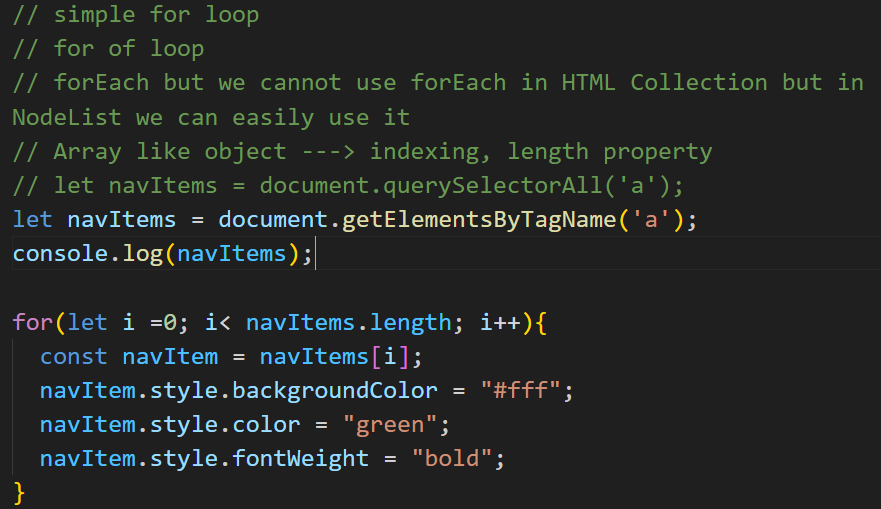 // simple for loop
// for of loop
// forEach but we cannot use forEach in HTML Collection but in
NodeList we can easily use it
// Array like object ---> indexing, length property
// let navItems = document.querySelectorAll('a');
let navItems = document.getElementsByTagName('a');
console.log(navItems);
for(let i =0; i< navItems.length; i++){
  const navItem = navItems[i];
  navItem.style.backgroundColor = "#fff";
  navItem.style.color = "green";
  navItem.style.fontWeight = "bold";
}